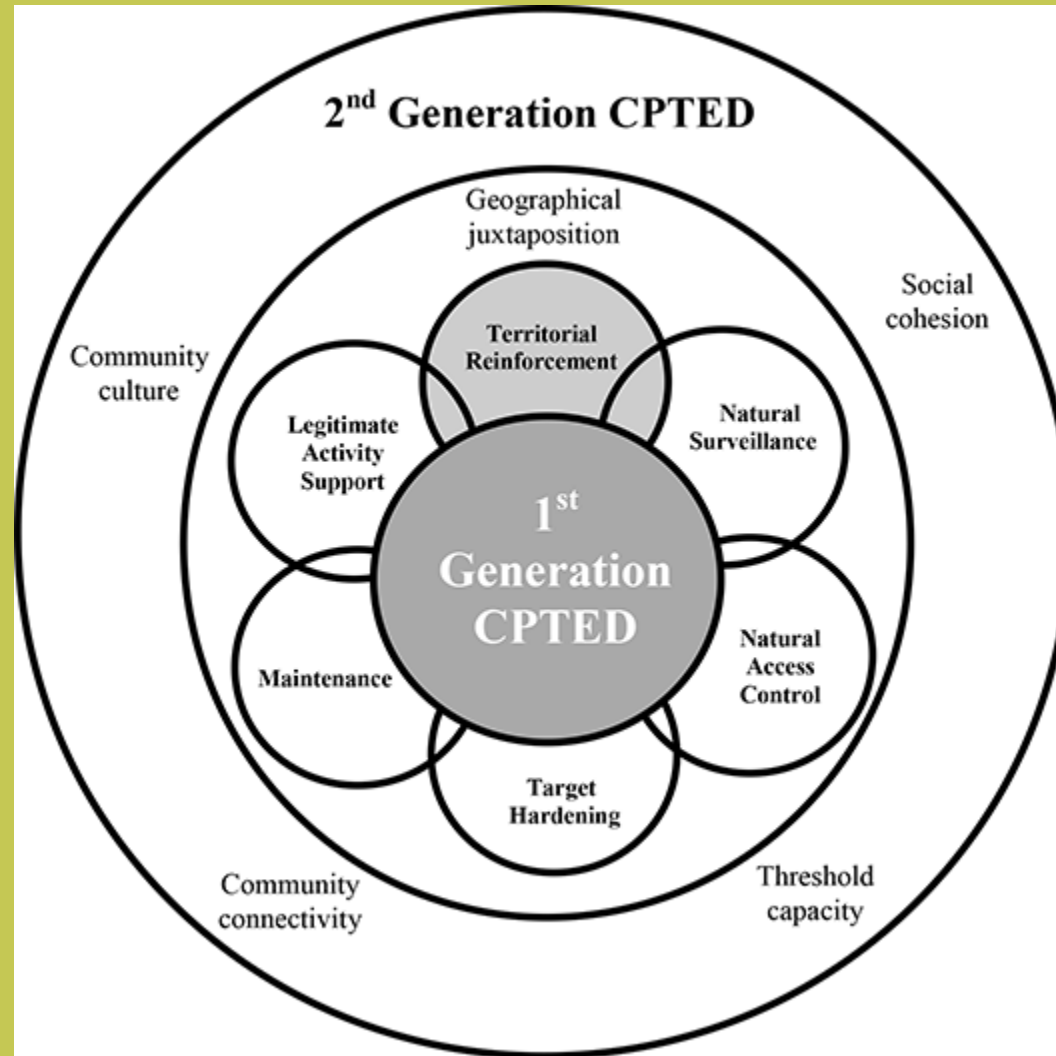 2nd Generation CPTED
Geographical
juxtaposition
Social
cohesion
Community
culture
Territorial
Reinforcement
Natural
Surveillance
Legitimate
Activity
Support
1st
Generation
CPTED
Natural
Access
Control
Maintenance
Target
Hardening
Community
connectivity
Threshold
capacity